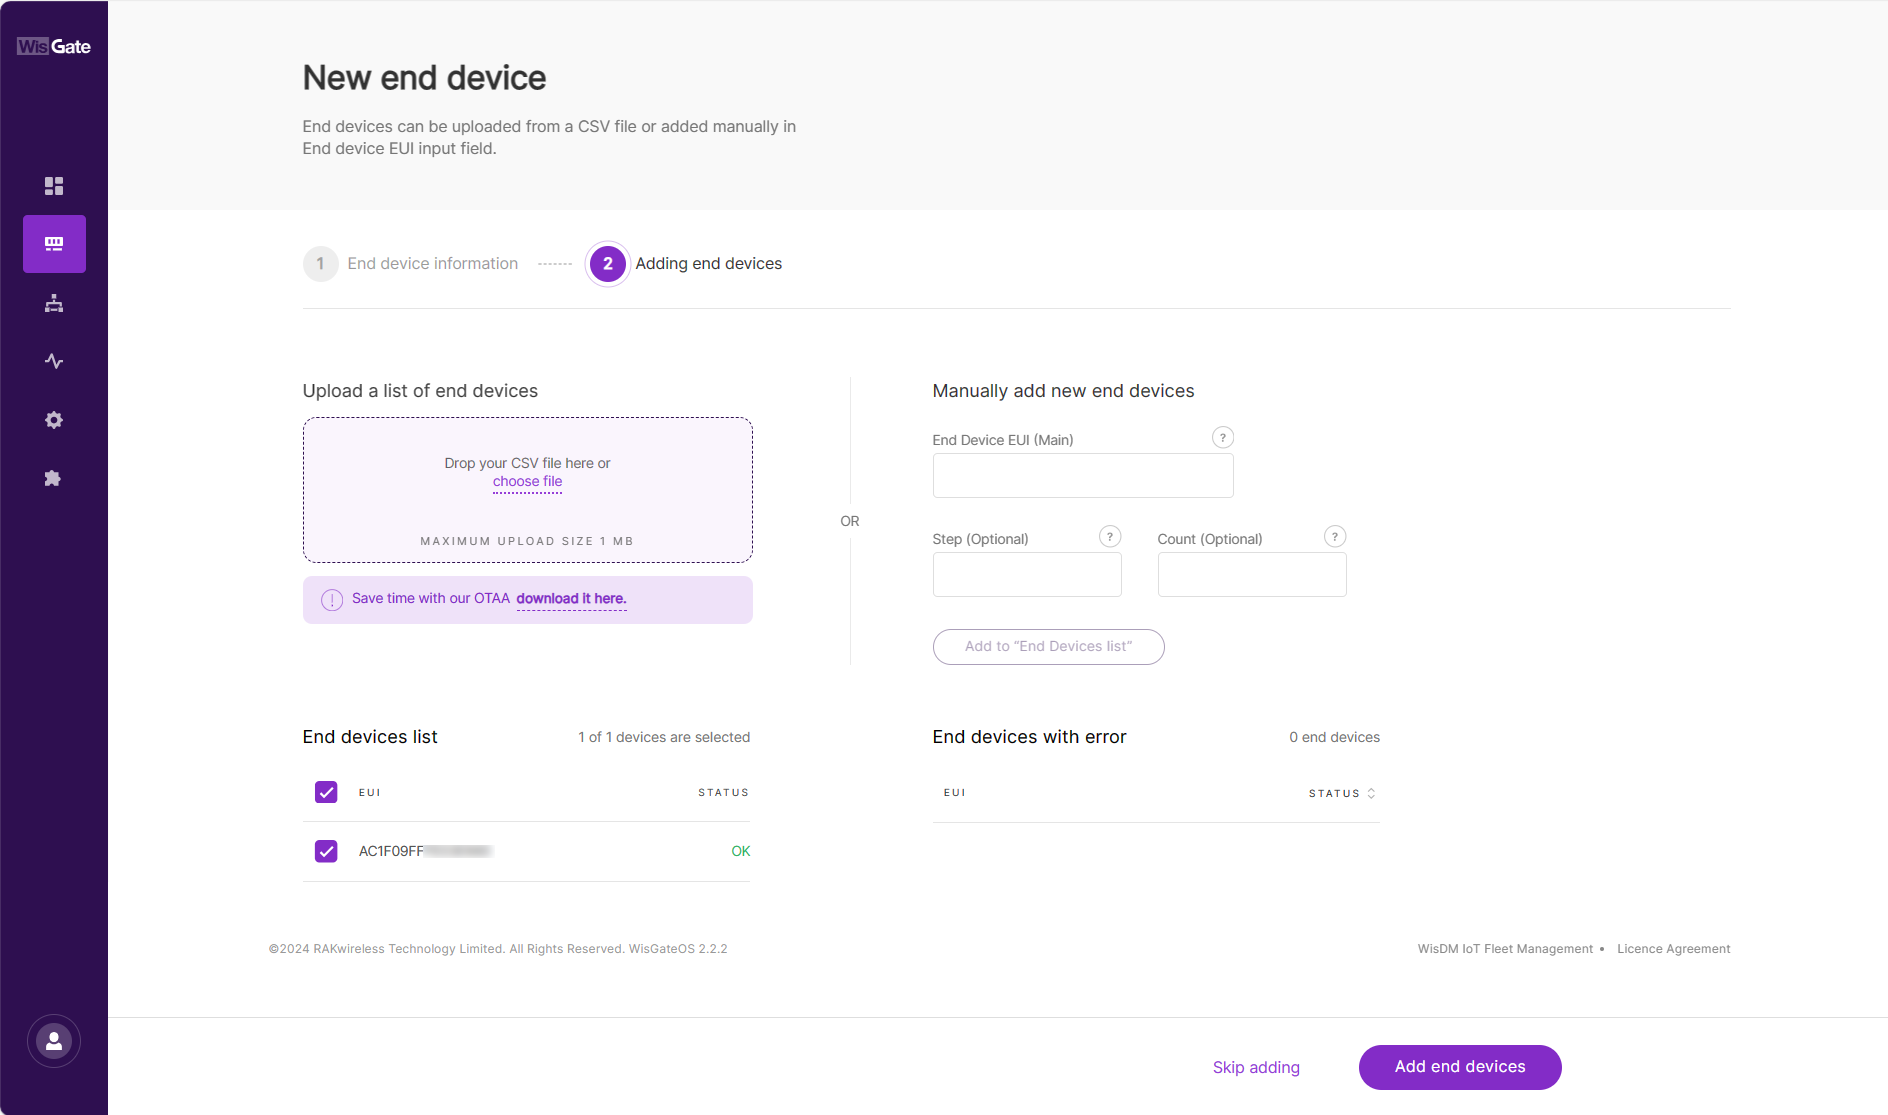 WisGate
New end device
End devices can be uploaded from a CSV file or added manually in
End device EUI input field.
1 End device information
2 Adding end devices
Upload a list of end devices
Drop your CSV file here or
choose file
MAXIMUM UPLOAD SIZE 1 MB
! Save time with our OTAA download it here.
OR
Manually add new end devices
End Device EUI (Main) ?
Step (Optional) ?
Count (Optional) ?
Add to “End Devices list”
End devices list
1 of 1 devices are selected
EUI STATUS
AC1F09FF OK
End devices with error
0 end devices
EUI STATUS
©2024 RAKwireless Technology Limited. All Rights Reserved. WisGateOS 2.2.2
WisDM IoT Fleet Management • Licence Agreement
Skip adding
Add end devices